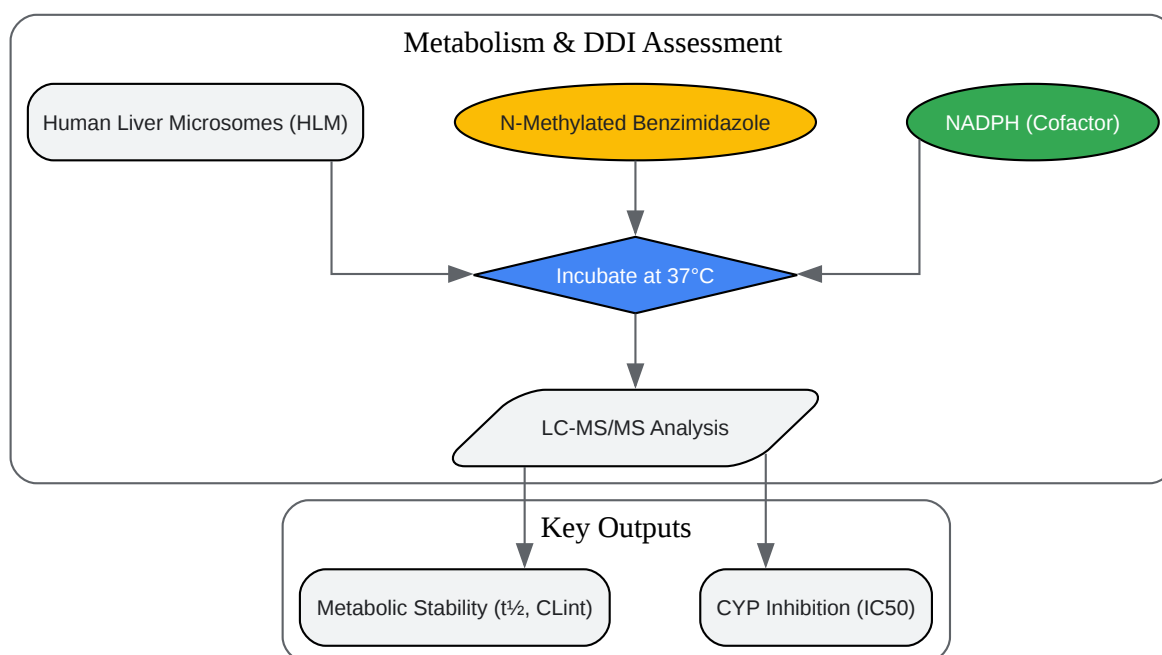 Metabolism & DDI Assessment
Human Liver Microsomes (HLM)
N-Methylated Benzimidazole
NADPH (Cofactor)
Incubate at 37°C
LC-MS/MS Analysis
Key Outputs
Metabolic Stability (t½, CLint)
CYP Inhibition (IC50)